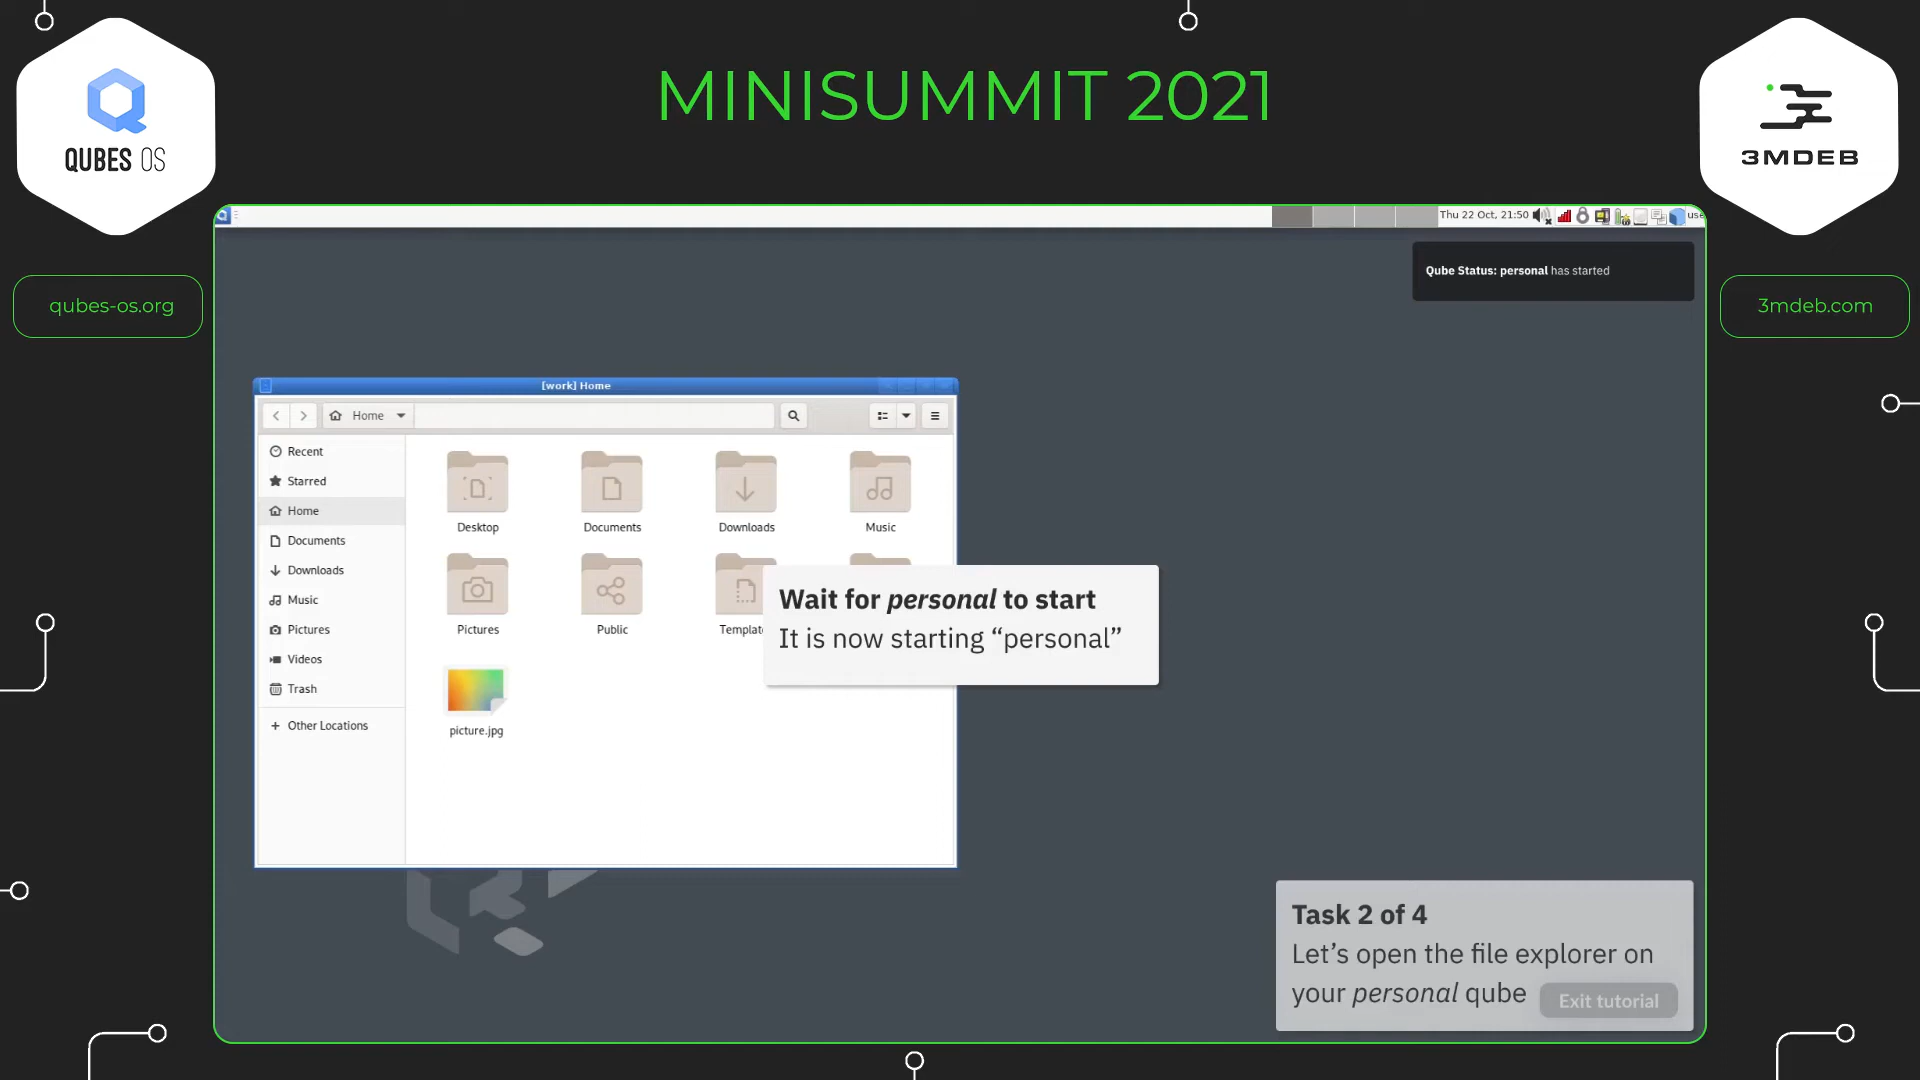 MINISUMMIT 2021
QUBES OS
3MDEB
qubes-os.org
3mdeb.com
Thu 22 Oct, 21:50
Qube Status: personal has started
[work] Home
Home
Recent
Starred
Home
Documents
Downloads
Music
Pictures
Videos
Trash
Other Locations
Desktop
Documents
Downloads
Music
Pictures
Public
picture.jpg
Wait for personal to start
It is now starting “personal”
Task 2 of 4
Let’s open the file explorer on
your personal qube
Exit tutorial